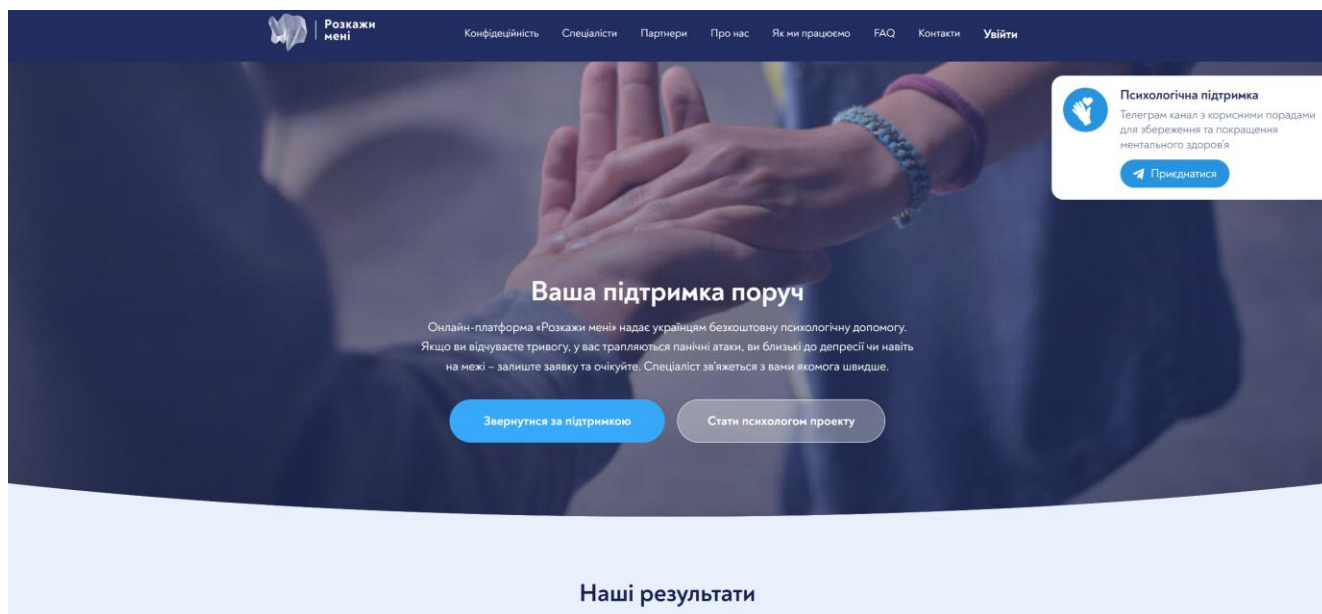 Розкажи
мені
Конфідеційність Спеціалісти Партнери Про нас Як ми працюємо FAQ Контакти Увійти
Психологічна підтримка
Телеграм канал з корисними порадами
для збереження та покращення
ментального здоров'я
Приєднатися
Ваша підтримка поруч
Онлайн-платформа «Розкажи мені» надає українцям безкоштовну психологічну допомогу.
Якщо ви відчуваєте тривогу, у вас трапляються панічні атаки, ви близькі до депресії чи навіть
на межі – залиште заявку та очікуйте. Спеціаліст зв'яжеться з вами якомога швидше.
Звернутися за підтримкою Стати психологом проекту
Наші результати